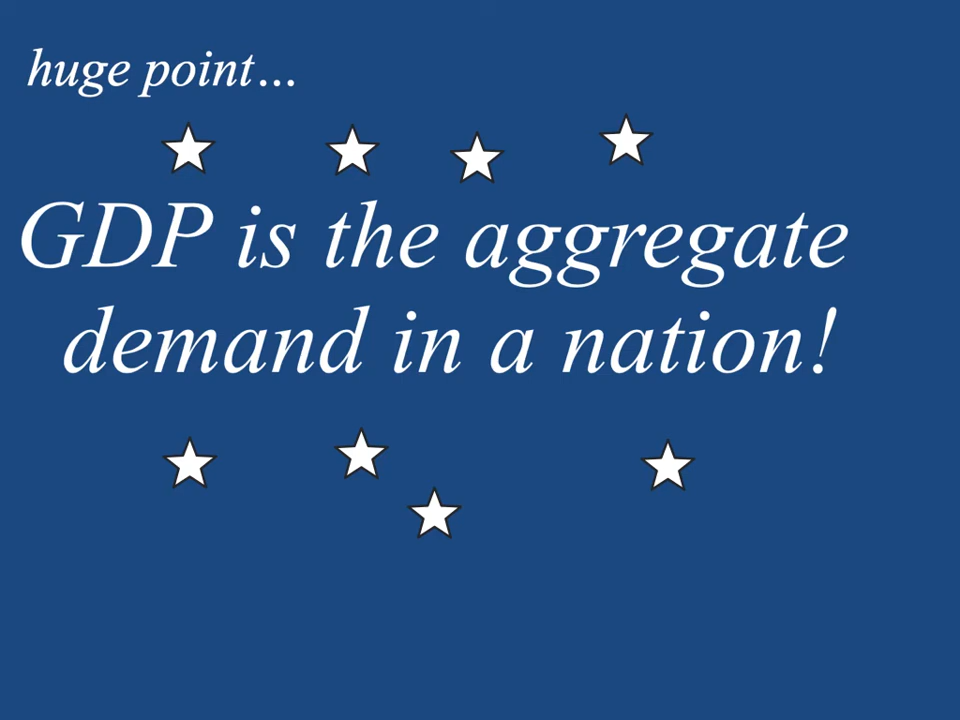 huge point...
GDP is the aggregate
demand in a nation!